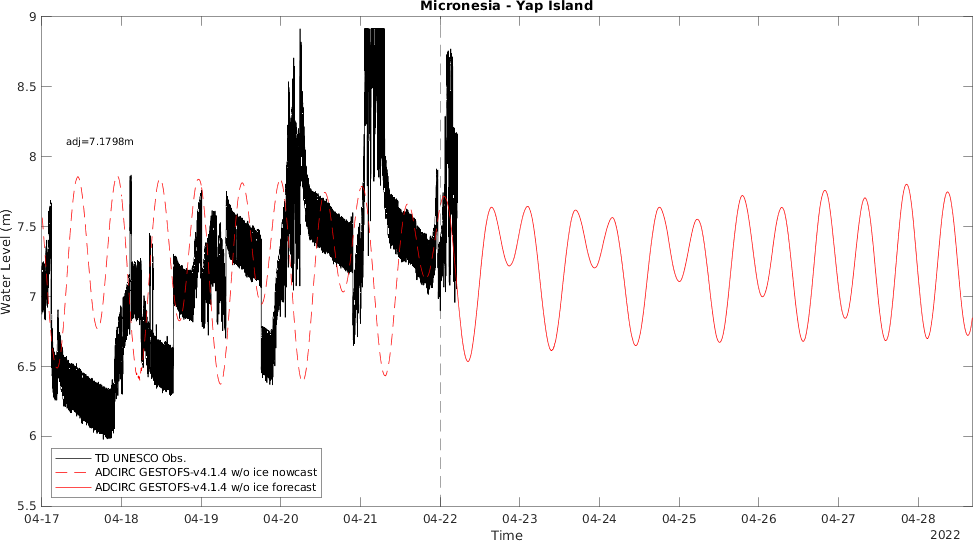 Micronesia - Yap Island
9
8.5
8
7.5
7
6.5
6
5.5
Water Level (m)
adj=7.1798m
TD UNESCO Obs.
ADCIRC GESTOFS-v4.1.4 w/o ice nowcast
ADCIRC GESTOFS-v4.1.4 w/o ice forecast
04-17 04-18 04-19 04-20 04-21 04-22 04-23 04-24 04-25 04-26 04-27 04-28
Time
2022